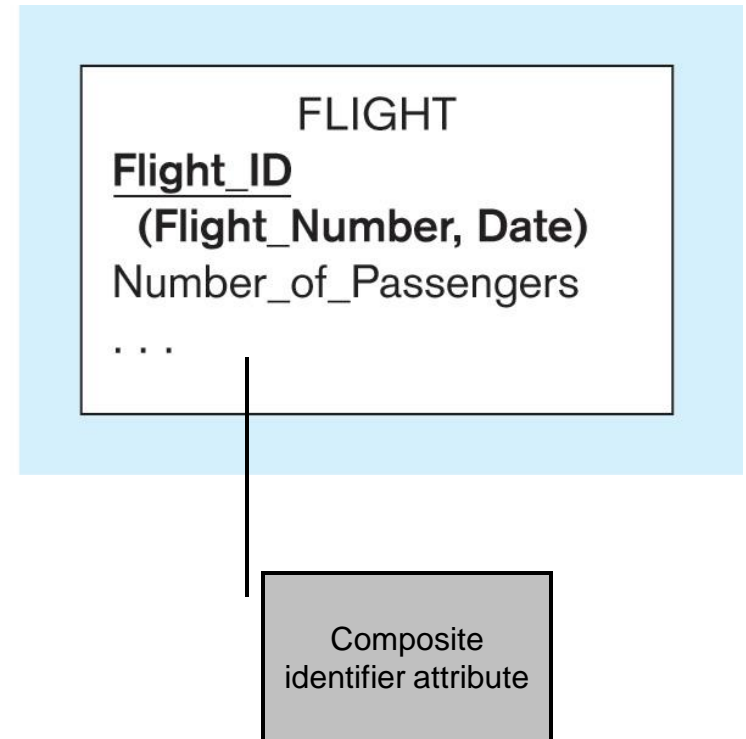 FLIGHT
Flight_ID
(Flight_Number, Date)
Number_of_Passengers
. . .
Composite
identifier attribute